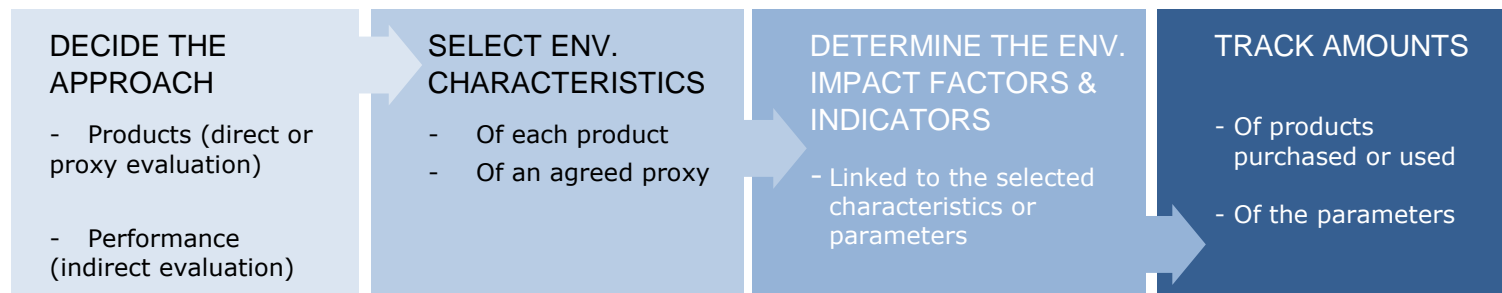 DECIDE THE
APPROACH
- Products (direct or
proxy evaluation)
- Performance
(indirect evaluation)
SELECT ENV.
CHARACTERISTICS
- Of each product
- Of an agreed proxy
DETERMINE THE ENV.
IMPACT FACTORS &
INDICATORS
- Linked to the selected
characteristics or
parameters
TRACK AMOUNTS
- Of products
purchased or used
- Of the parameters